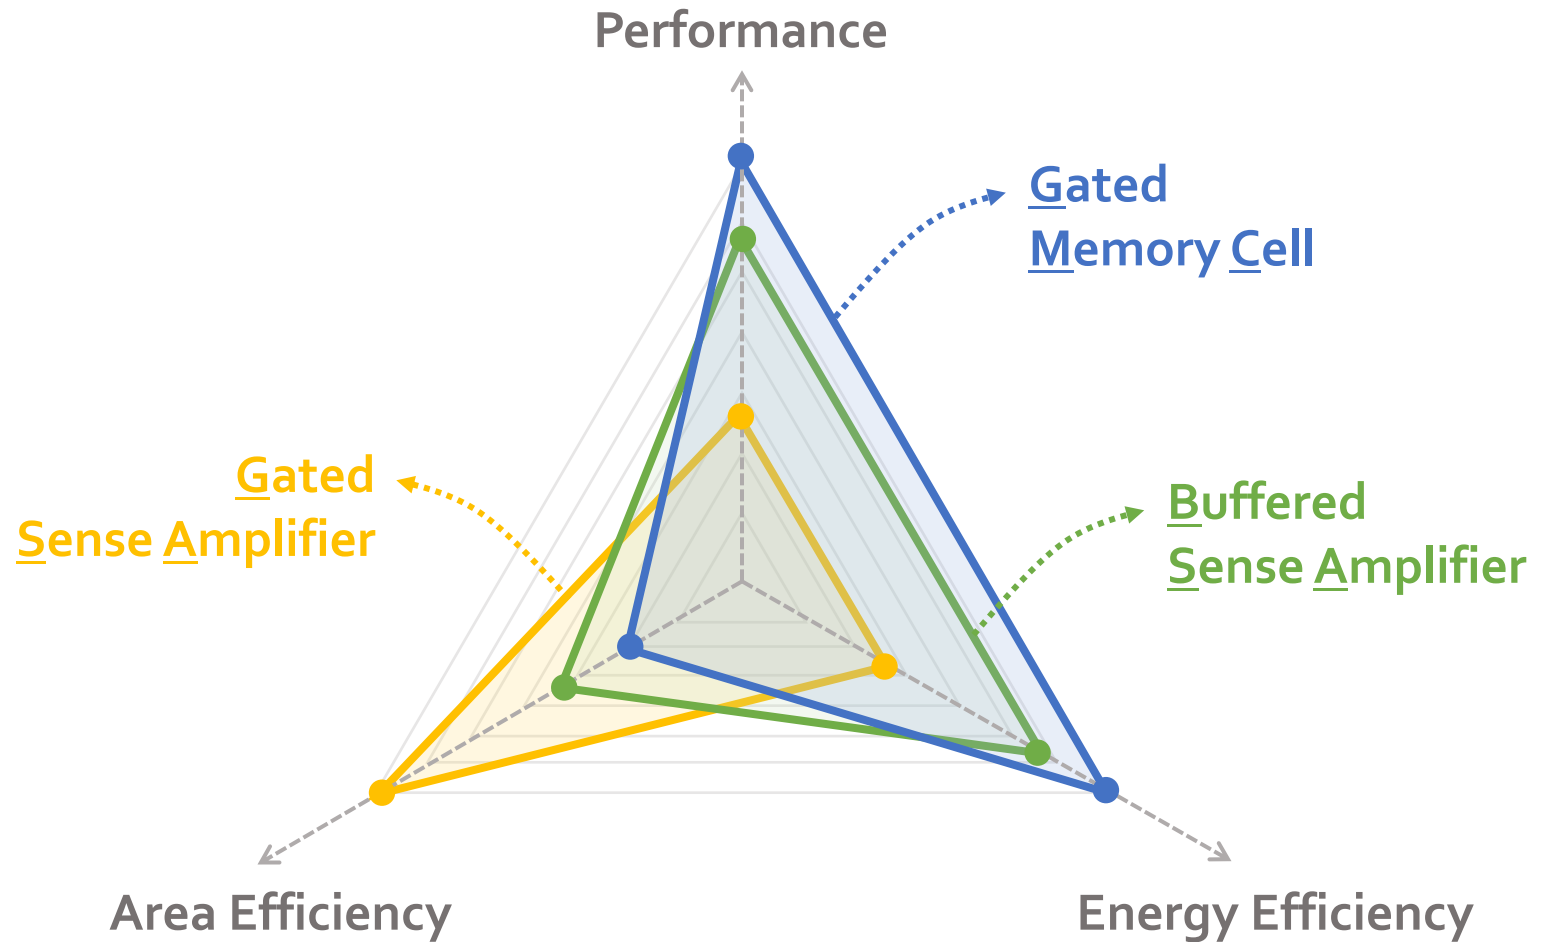 Performance
Gated
Memory Cell
Gated
Sense Amplifier
Buffered
Sense Amplifier
Area Efficiency
Energy Efficiency